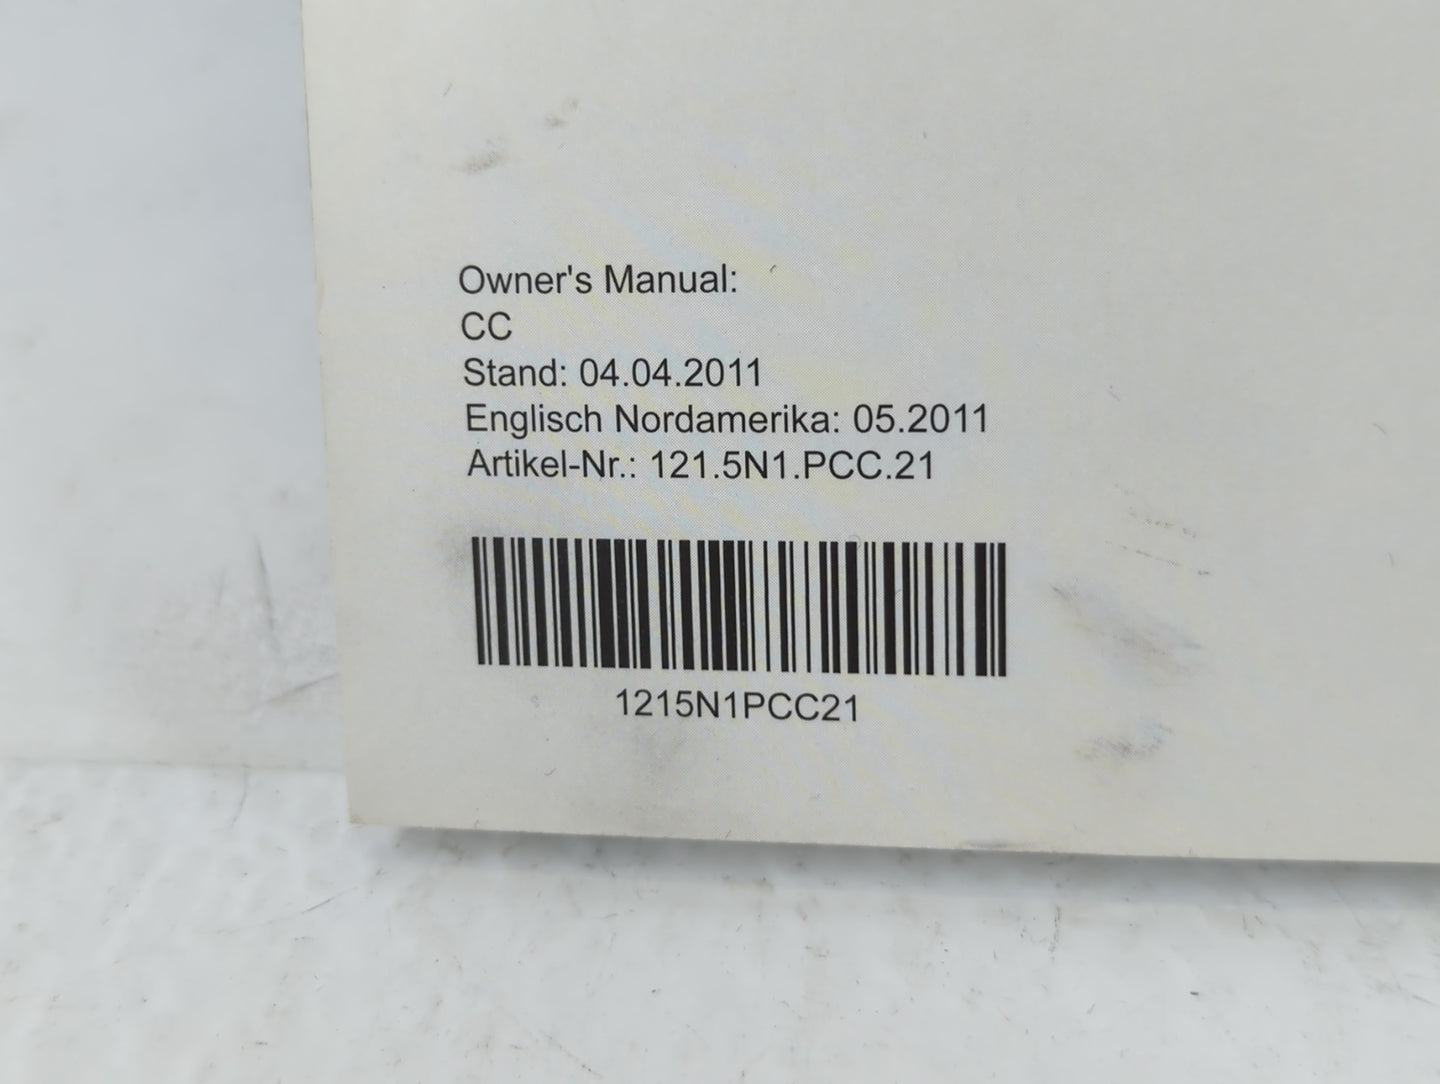 Owner's Manual:
CC
Stand: 04.04.2011
Englisch Nordamerika: 05.2011
Artikel-Nr.: 121.5N1.PCC.21
1215N1PCC21